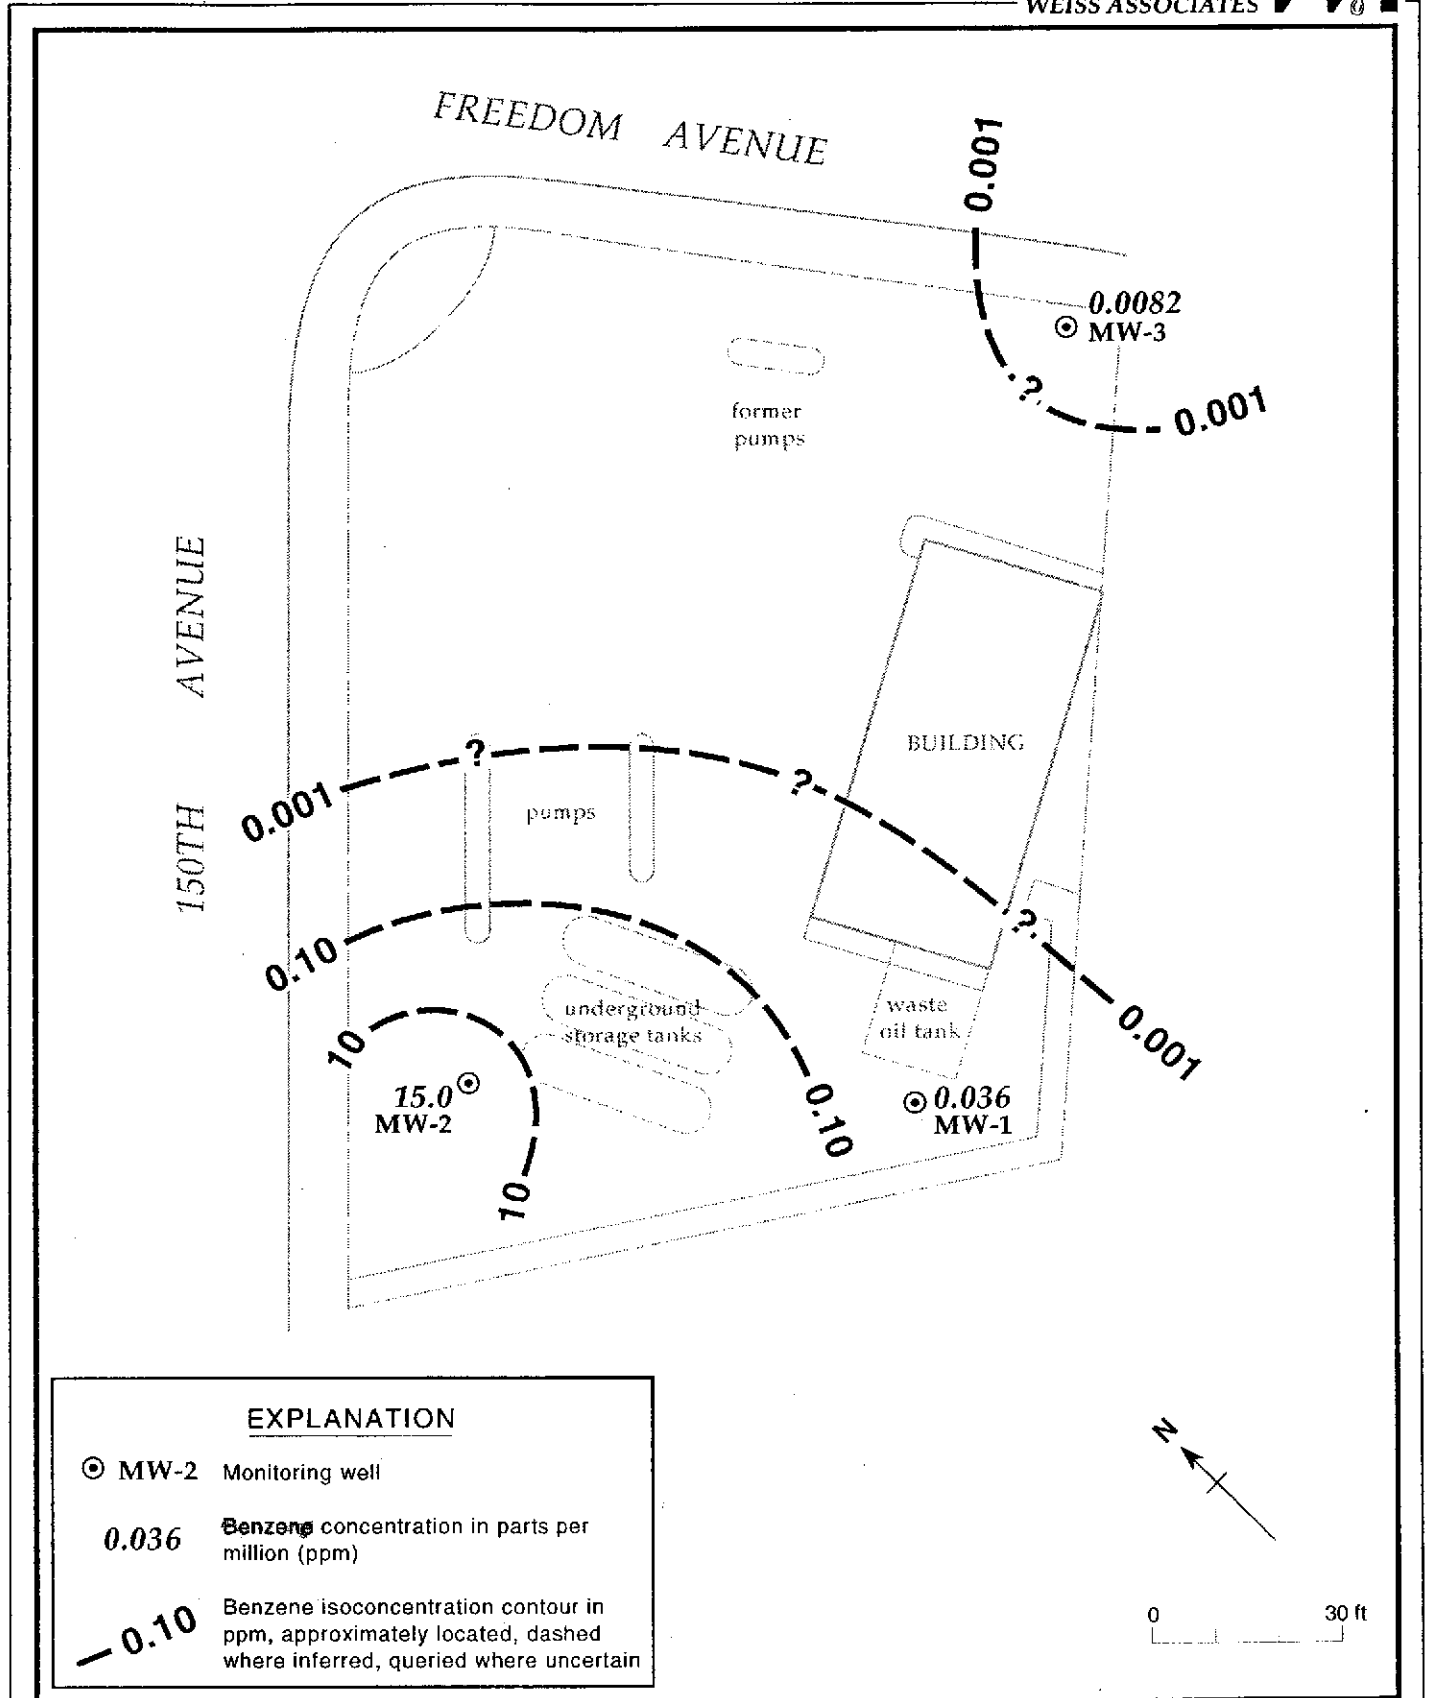 WEISS ASSOCIATES
FREEDOM AVENUE
0.001
0.0082
MW-3
?
0.001
former
pumps
150TH AVENUE
BUILDING
?
?
0.001
pumps
?
0.001
0.10
underground
storage tanks
waste
oil tank
10
15.0
MW-2
0.10
0.036
MW-1
10
EXPLANATION
MW-2 Monitoring well
0.036 Benzene concentration in parts per
million (ppm)
0.10 Benzene isoconcentration contour in
ppm, approximately located, dashed
where inferred, queried where uncertain
N
0 30 ft